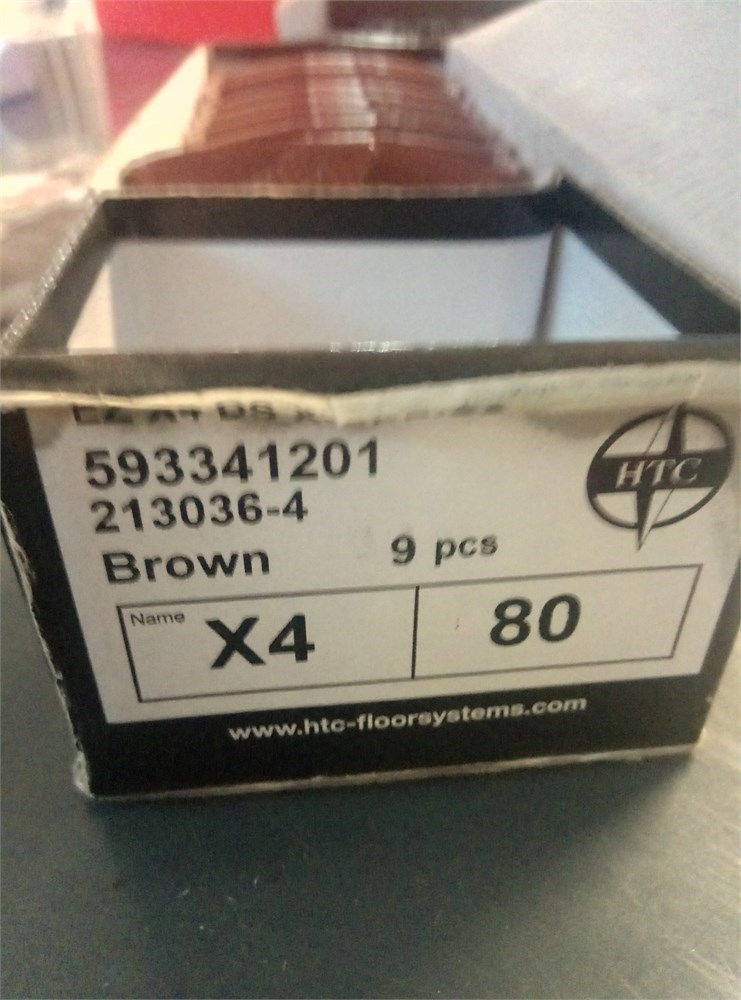 593341201
213036-4
Brown 9 pcs
Name X4 80
HTC
www.htc-floorsystems.com